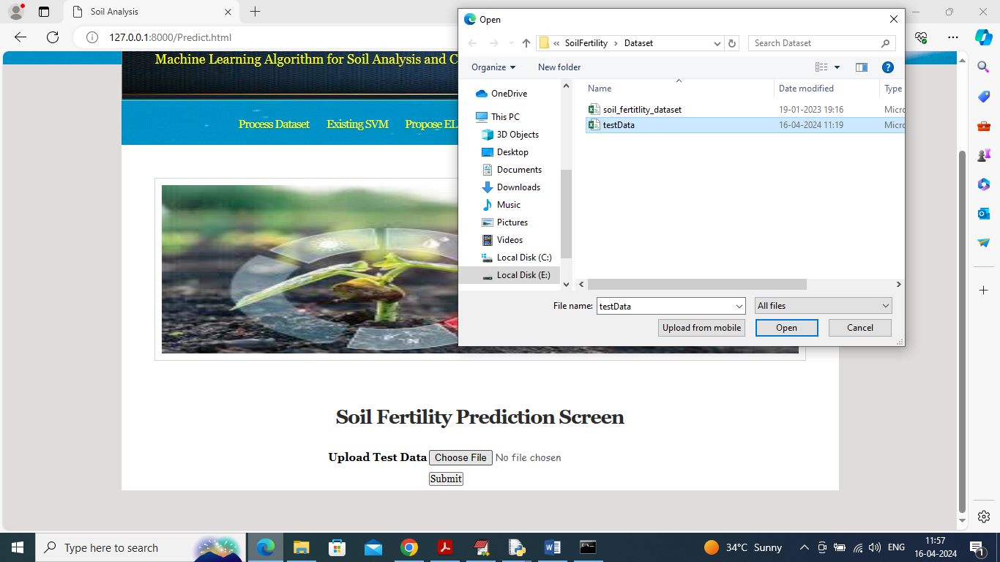 Soil Analysis
127.0.0.1:8000/Predict.html
Machine Learning Algorithm for Soil Analysis and C
Process Dataset Existing SVM Propose EL
Open
« SoilFertility › Dataset
Search Dataset
Organize New folder
OneDrive
This PC
3D Objects
Desktop
Documents
Downloads
Music
Pictures
Videos
Local Disk (C:)
Local Disk (E:)
Name Date modified Type
soil_fertitlity_dataset 19-01-2023 19:16 Micro
testData 16-04-2024 11:19 Micro
File name: testData All files
Upload from mobile Open Cancel
Soil Fertility Prediction Screen
Upload Test Data Choose File No file chosen
Submit
Type here to search
34°C Sunny
ENG
11:57
16-04-2024
1